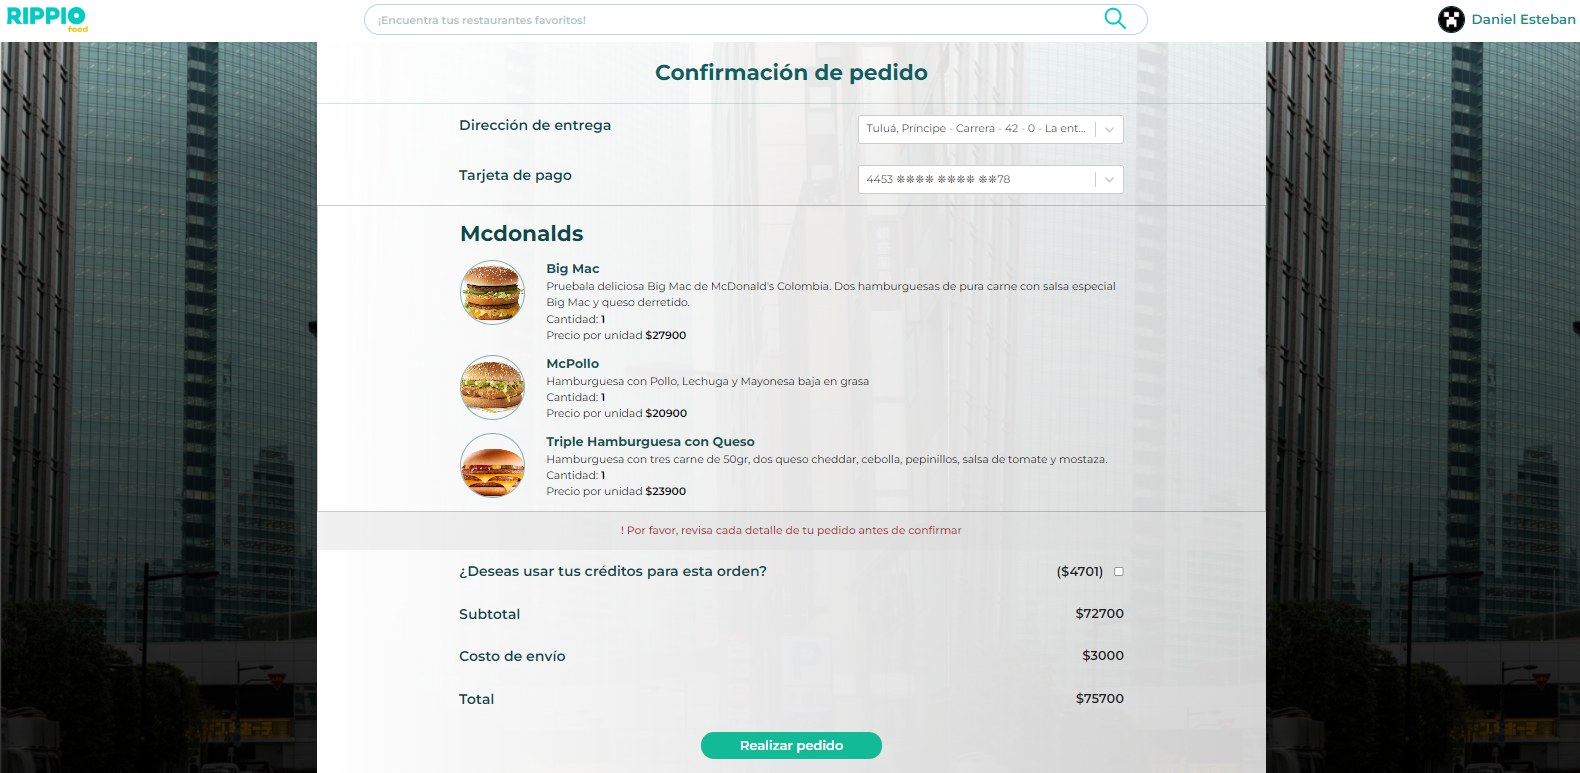 RIPPIO
food
¡Encuentra tus restaurantes favoritos!
Daniel Esteban
Confirmación de pedido
Dirección de entrega
Tuluá, Príncipe - Carrera - 42 - 0 - La ent...
Tarjeta de pago
4453 **** **** **78
Mcdonalds
Big Mac
Pruebala deliciosa Big Mac de McDonald's Colombia. Dos hamburguesas de pura carne con salsa especial
Big Mac y queso derretido.
Cantidad: 1
Precio por unidad $27900
McPollo
Hamburguesa con Pollo, Lechuga y Mayonesa baja en grasa
Cantidad: 1
Precio por unidad $20900
Triple Hamburguesa con Queso
Hamburguesa con tres carne de 50gr, dos queso cheddar, cebolla, pepinillos, salsa de tomate y mostaza.
Cantidad: 1
Precio por unidad $23900
! Por favor, revisa cada detalle de tu pedido antes de confirmar
¿Deseas usar tus créditos para esta orden? ($4701)
Subtotal $72700
Costo de envío $3000
Total $75700
Realizar pedido